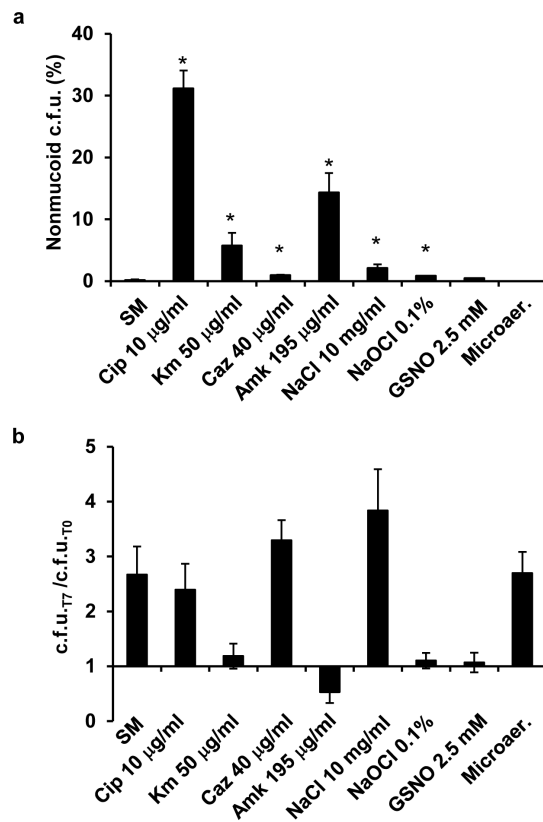 a
Nonmucoid c.f.u. (%)
40
30
20
10
0
*
*
*
*
*
*
SM
Cip 10 μg/ml
Km 50 μg/ml
Caz 40 μg/ml
Amk 195 μg/ml
NaCl 10 mg/ml
NaOCl 0.1%
GSNO 2.5 mM
Microaer.
b
c.f.u.T7 /c.f.u.T0
5
4
3
2
1
0
SM
Cip 10 μg/ml
Km 50 μg/ml
Caz 40 μg/ml
Amk 195 μg/ml
NaCl 10 mg/ml
NaOCl 0.1%
GSNO 2.5 mM
Microaer.